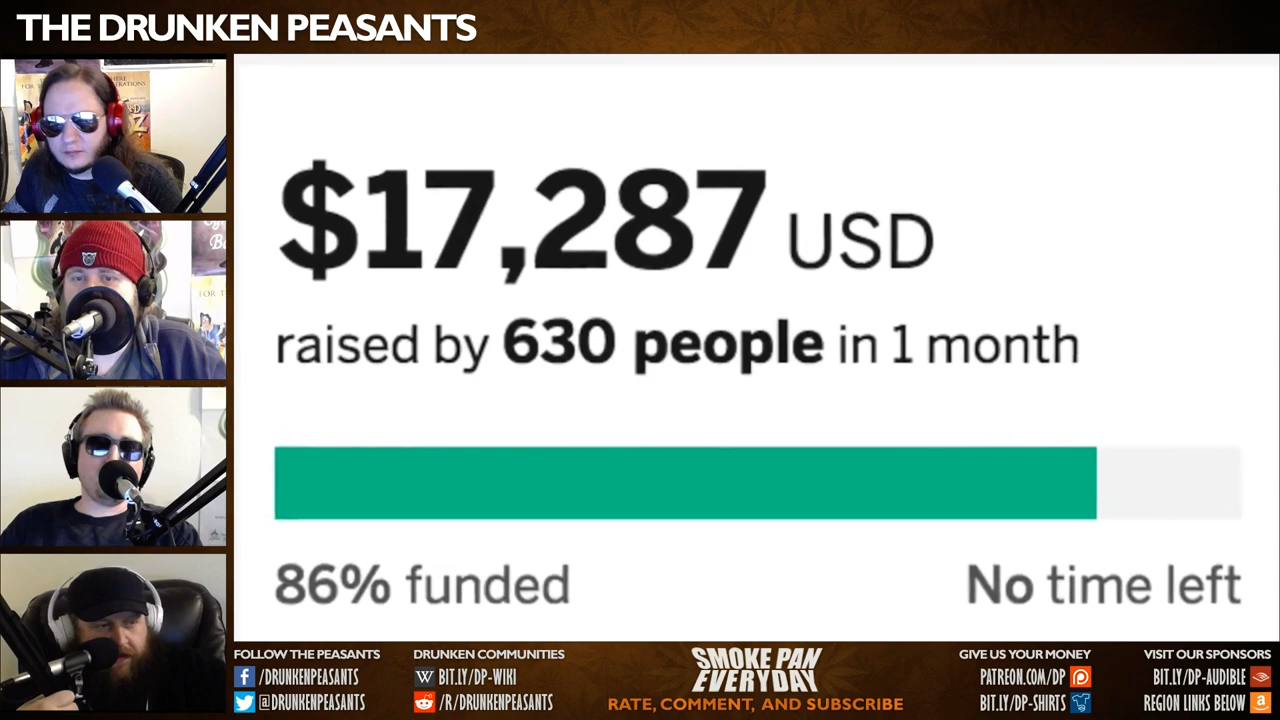 THE DRUNKEN PEASANTS
$17,287 USD
raised by 630 people in 1 month
86% funded
No time left
FOLLOW THE PEASANTS
/DRUNKENPEASANTS
@DRUNKENPEASANTS
DRUNKEN COMMUNITIES
BIT.LY/DP-WIKI
/R/DRUNKENPEASANTS
SMOKE PAN
EVERYDAY
RATE, COMMENT, AND SUBSCRIBE
GIVE US YOUR MONEY
PATREON.COM/DP
BIT.LY/DP-SHIRTS
VISIT OUR SPONSORS
BIT.LY/DP-AUDIBLE
REGION LINKS BELOW